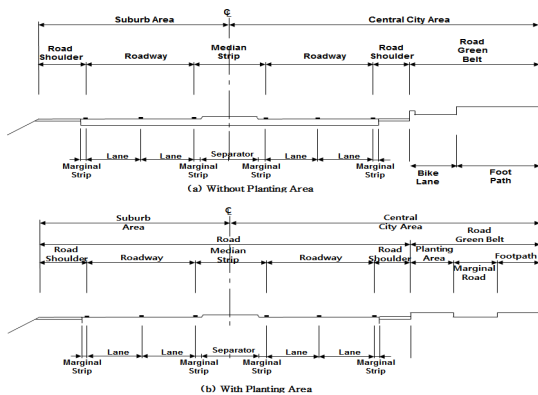 ℄
Suburb Area Central City Area
Road Shoulder Roadway Median Strip Roadway Road Shoulder Road Green Belt
Lane Lane Separator Lane Lane
Marginal Strip Marginal Strip Marginal Strip Marginal Strip Bike Lane Foot Path
(a) Without Planting Area
℄
Suburb Area Central City Area
Road Road Green Belt
Road Shoulder Roadway Median Strip Roadway Road Shoulder Planting Area Marginal Road Footpath
Lane Lane Separator Lane Lane
Marginal Strip Marginal Strip Marginal Strip Marginal Strip
(b) With Planting Area